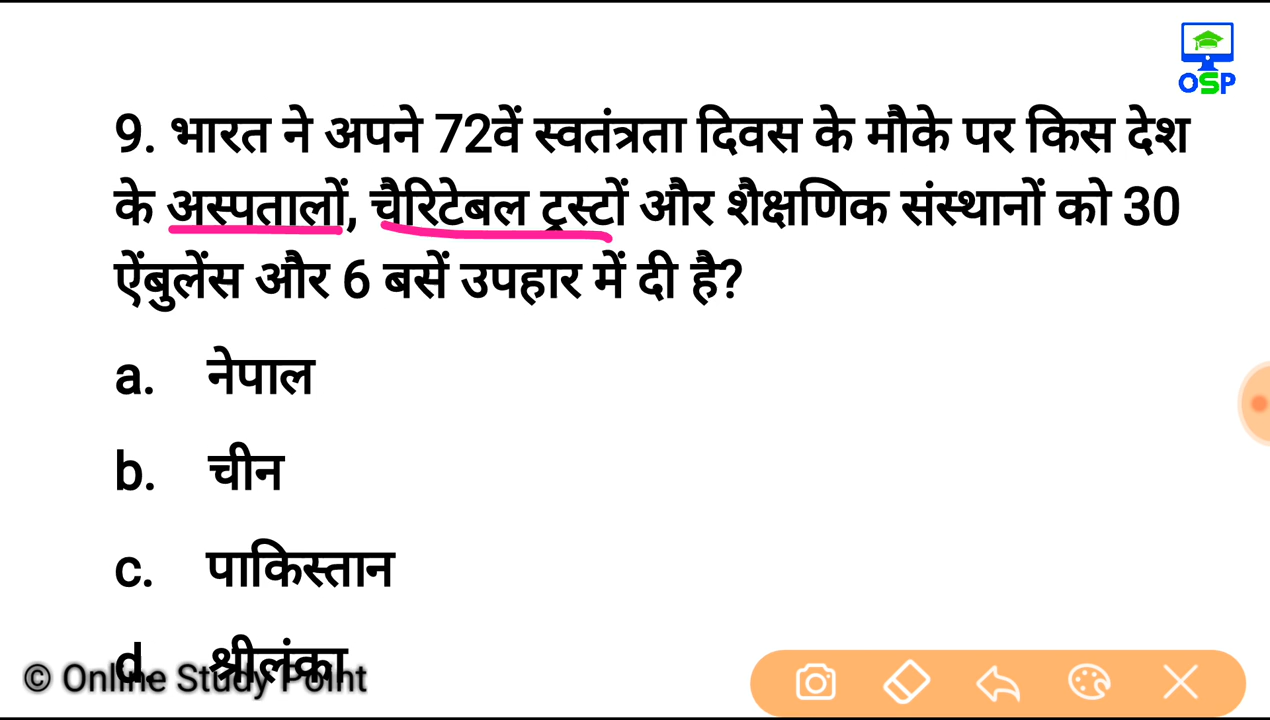 OSP
9. भारत ने अपने 72वें स्वतंत्रता दिवस के मौके पर किस देश
के अस्पतालों, चैरिटेबल ट्रस्टों और शैक्षणिक संस्थानों को 30
ऐंबुलेंस और 6 बसें उपहार में दी है?
a. नेपाल
b. चीन
c. पाकिस्तान
d. श्रीलंका
© Online Study Point